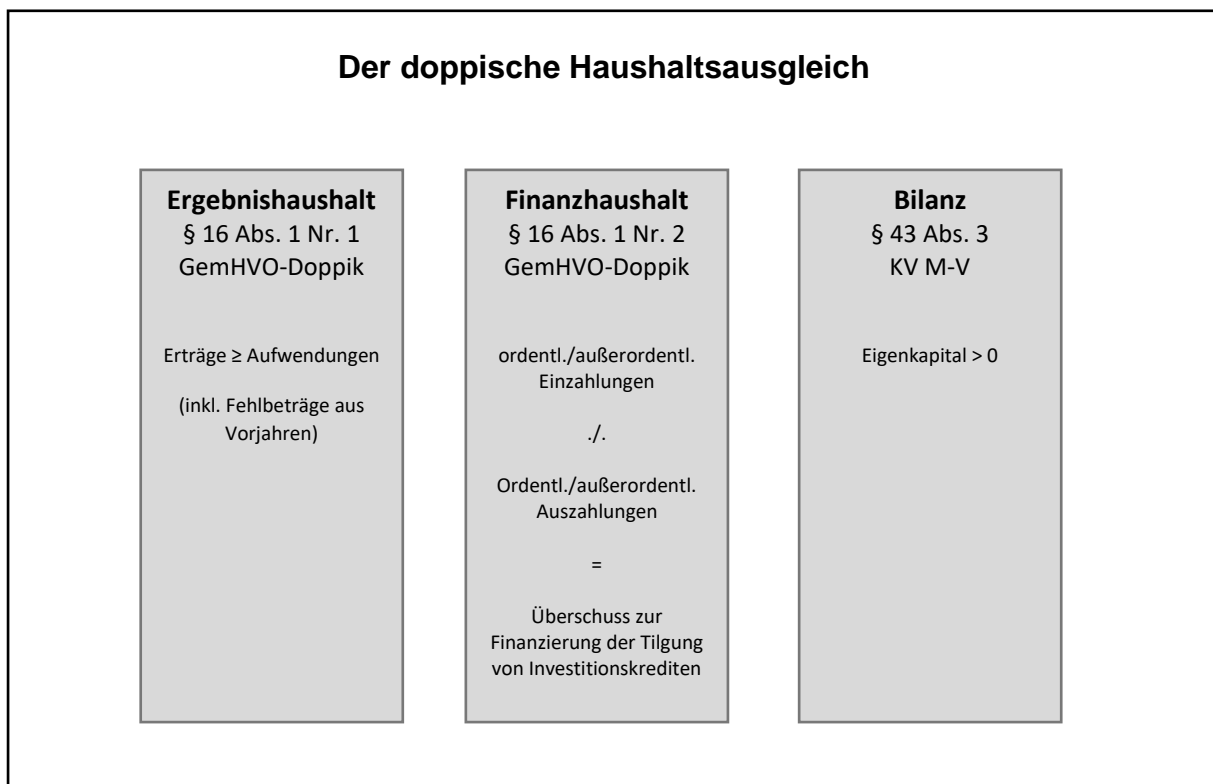 Der doppische Haushaltsausgleich
Ergebnishaushalt
§ 16 Abs. 1 Nr. 1
GemHVO-Doppik
Erträge ≥ Aufwendungen
(inkl. Fehlbeträge aus
Vorjahren)
Finanzhaushalt
§ 16 Abs. 1 Nr. 2
GemHVO-Doppik
ordentl./außerordentl.
Einzahlungen
./.
Ordentl./außerordentl.
Auszahlungen
=
Überschuss zur
Finanzierung der Tilgung
von Investitionskrediten
Bilanz
§ 43 Abs. 3
KV M-V
Eigenkapital > 0